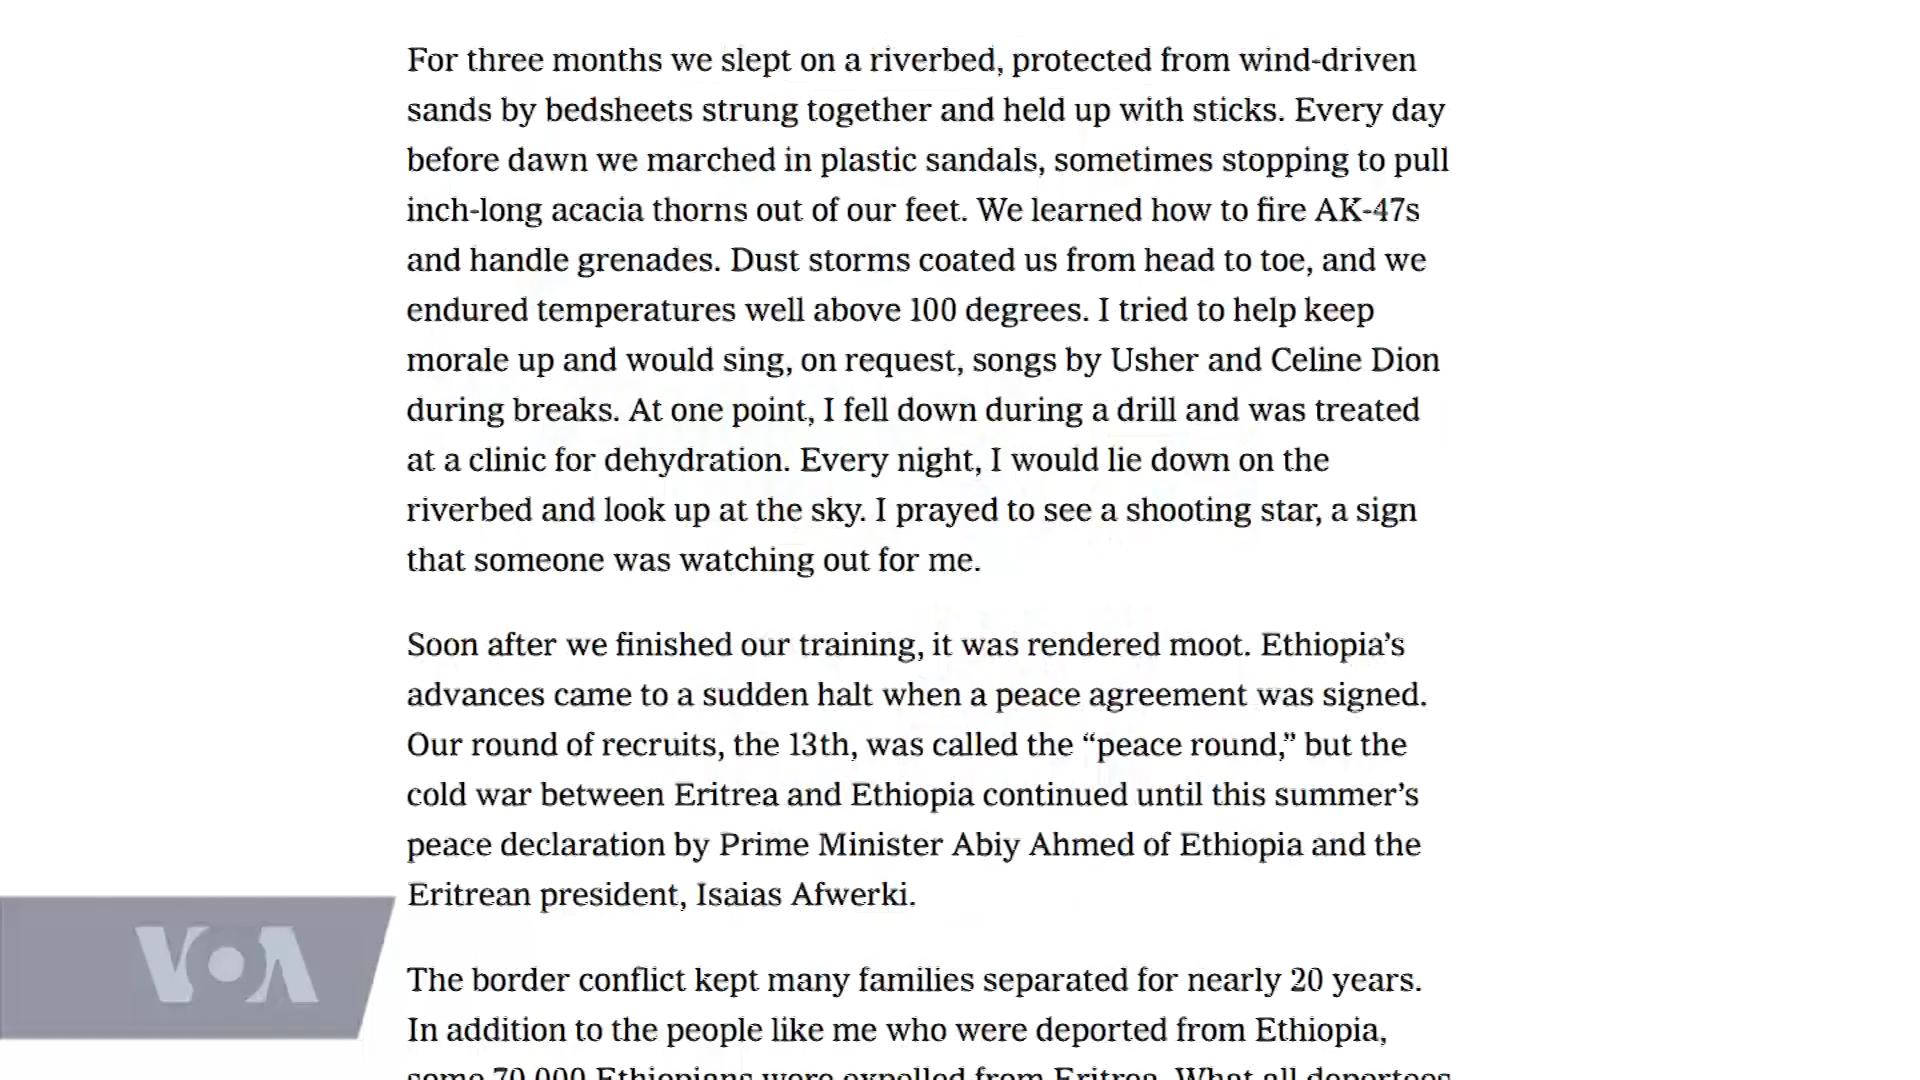 For three months we slept on a riverbed, protected from wind-driven
sands by bedsheets strung together and held up with sticks. Every day
before dawn we marched in plastic sandals, sometimes stopping to pull
inch-long acacia thorns out of our feet. We learned how to fire AK-47s
and handle grenades. Dust storms coated us from head to toe, and we
endured temperatures well above 100 degrees. I tried to help keep
morale up and would sing, on request, songs by Usher and Celine Dion
during breaks. At one point, I fell down during a drill and was treated
at a clinic for dehydration. Every night, I would lie down on the
riverbed and look up at the sky. I prayed to see a shooting star, a sign
that someone was watching out for me.
Soon after we finished our training, it was rendered moot. Ethiopia’s
advances came to a sudden halt when a peace agreement was signed.
Our round of recruits, the 13th, was called the “peace round,” but the
cold war between Eritrea and Ethiopia continued until this summer’s
peace declaration by Prime Minister Abiy Ahmed of Ethiopia and the
Eritrean president, Isaias Afwerki.
VOA
The border conflict kept many families separated for nearly 20 years.
In addition to the people like me who were deported from Ethiopia,
some 70,000 Ethiopians were expelled from Eritrea. What all deportees